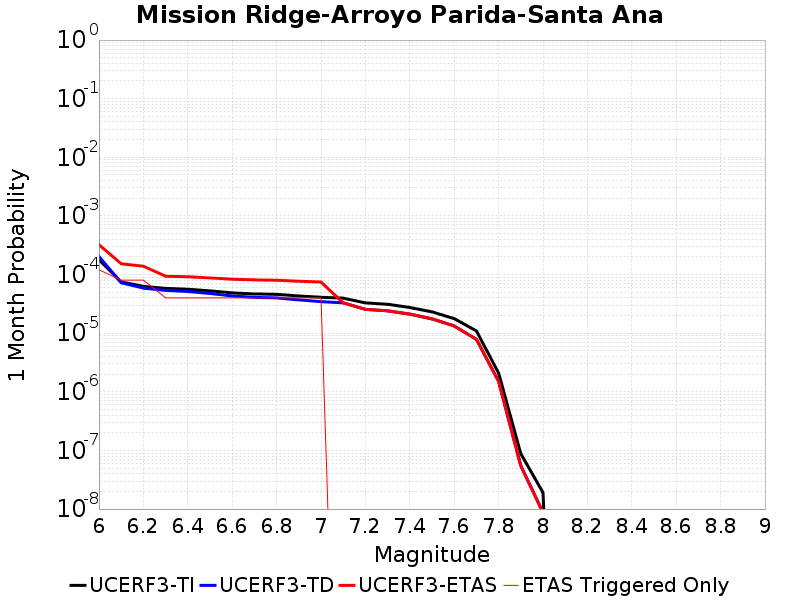 Mission Ridge-Arroyo Parida-Santa Ana
1 Month Probability
10^0
10^-1
10^-2
10^-3
10^-4
10^-5
10^-6
10^-7
10^-8
6 6.2 6.4 6.6 6.8 7 7.2 7.4 7.6 7.8 8 8.2 8.4 8.6 8.8 9
Magnitude
UCERF3-TI UCERF3-TD UCERF3-ETAS ETAS Triggered Only